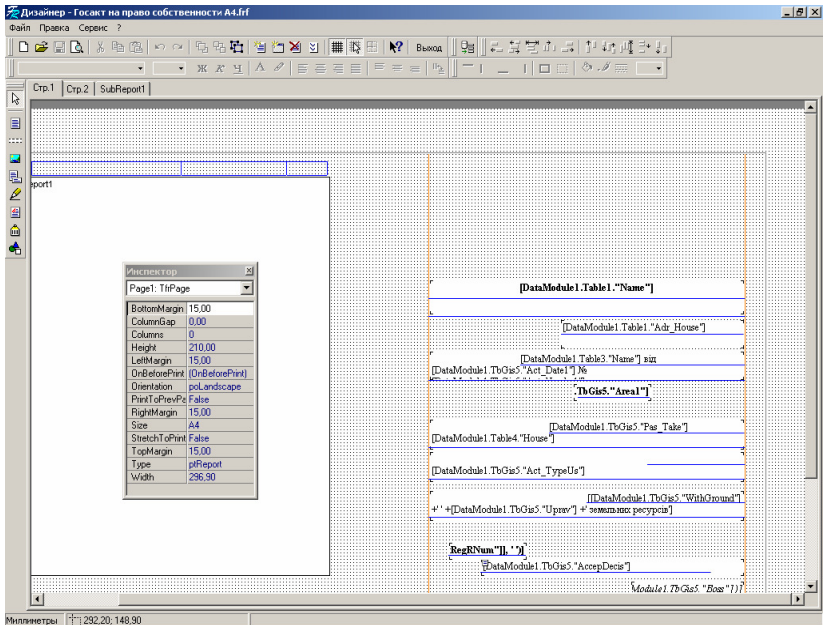 Дизайнер - Госакт на право собственности А4.frf
Файл Правка Сервис ?
Выход
Ж К Ч А
Стр.1 Стр.2 SubReport1
eport1
Инспектор
Page1: TfrPage
BottomMargin 15,00
ColumnGap 0,00
Columns 0
Height 210,00
LeftMargin 15,00
OnBeforePrint (OnBeforePrint)
Orientation poLandscape
PrintToPrevPa False
RightMargin 15,00
Size A4
StretchToPrint False
TopMargin 15,00
Type ptReport
Width 296,90
[DataModule1.Table1."Name"]
[DataModule1.Table1."Adr_House"]
[DataModule1.Table3."Name"] від
[DataModule1.TbGis5."Act_Date1"] №
TbGis5."Area1"]
[DataModule1.TbGis5."Pas_Take"]
[DataModule1.Table4."House"]
[DataModule1.TbGis5."Act_TypeUs"]
[[DataModule1.TbGis5."WithGround"]
+' ' +[DataModule1.TbGis5."Uprav"] +' земельних ресурсів']
RegRNum"]], ' ')]
[DataModule1.TbGis5."AccepDecis"]
Module1.TbGis5."Boss"])]
Миллиметры 292,20; 148,90